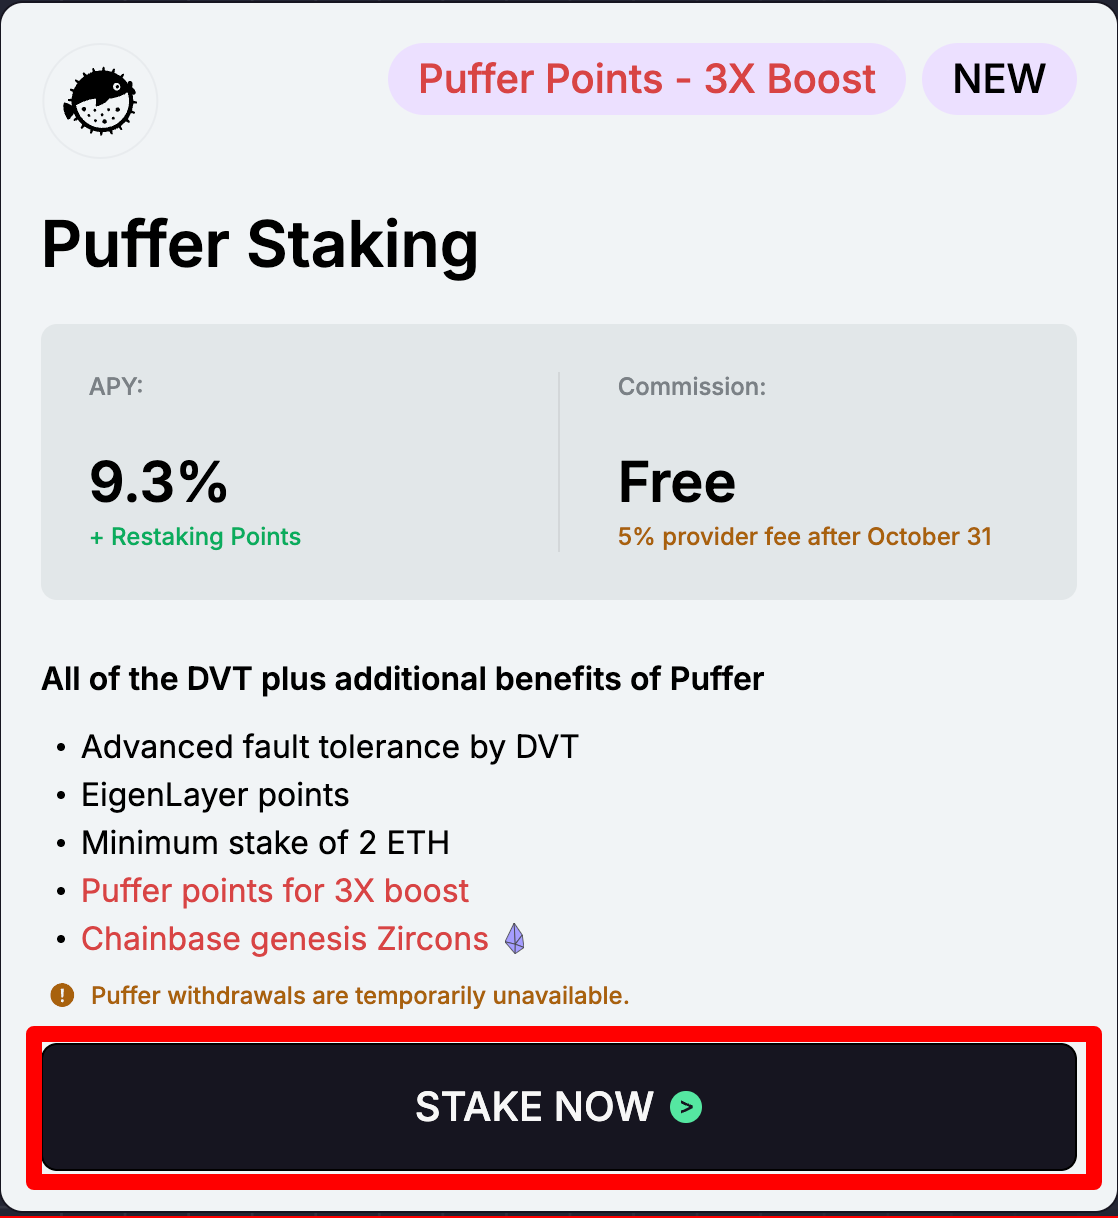 Puffer Points - 3X Boost
NEW
Puffer Staking
APY:
9.3%
+ Restaking Points
Commission:
Free
5% provider fee after October 31
All of the DVT plus additional benefits of Puffer
• Advanced fault tolerance by DVT
• EigenLayer points
• Minimum stake of 2 ETH
• Puffer points for 3X boost
• Chainbase genesis Zircons
! Puffer withdrawals are temporarily unavailable.
STAKE NOW >